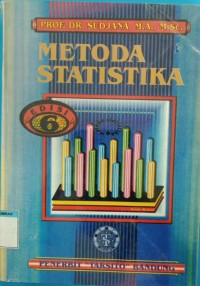 PROF. DR. SUDJANA M.A., M.Sc.
METODA
STATISTIKA
EDISI
6
PENERBIT "TARSITO" BANDUNG